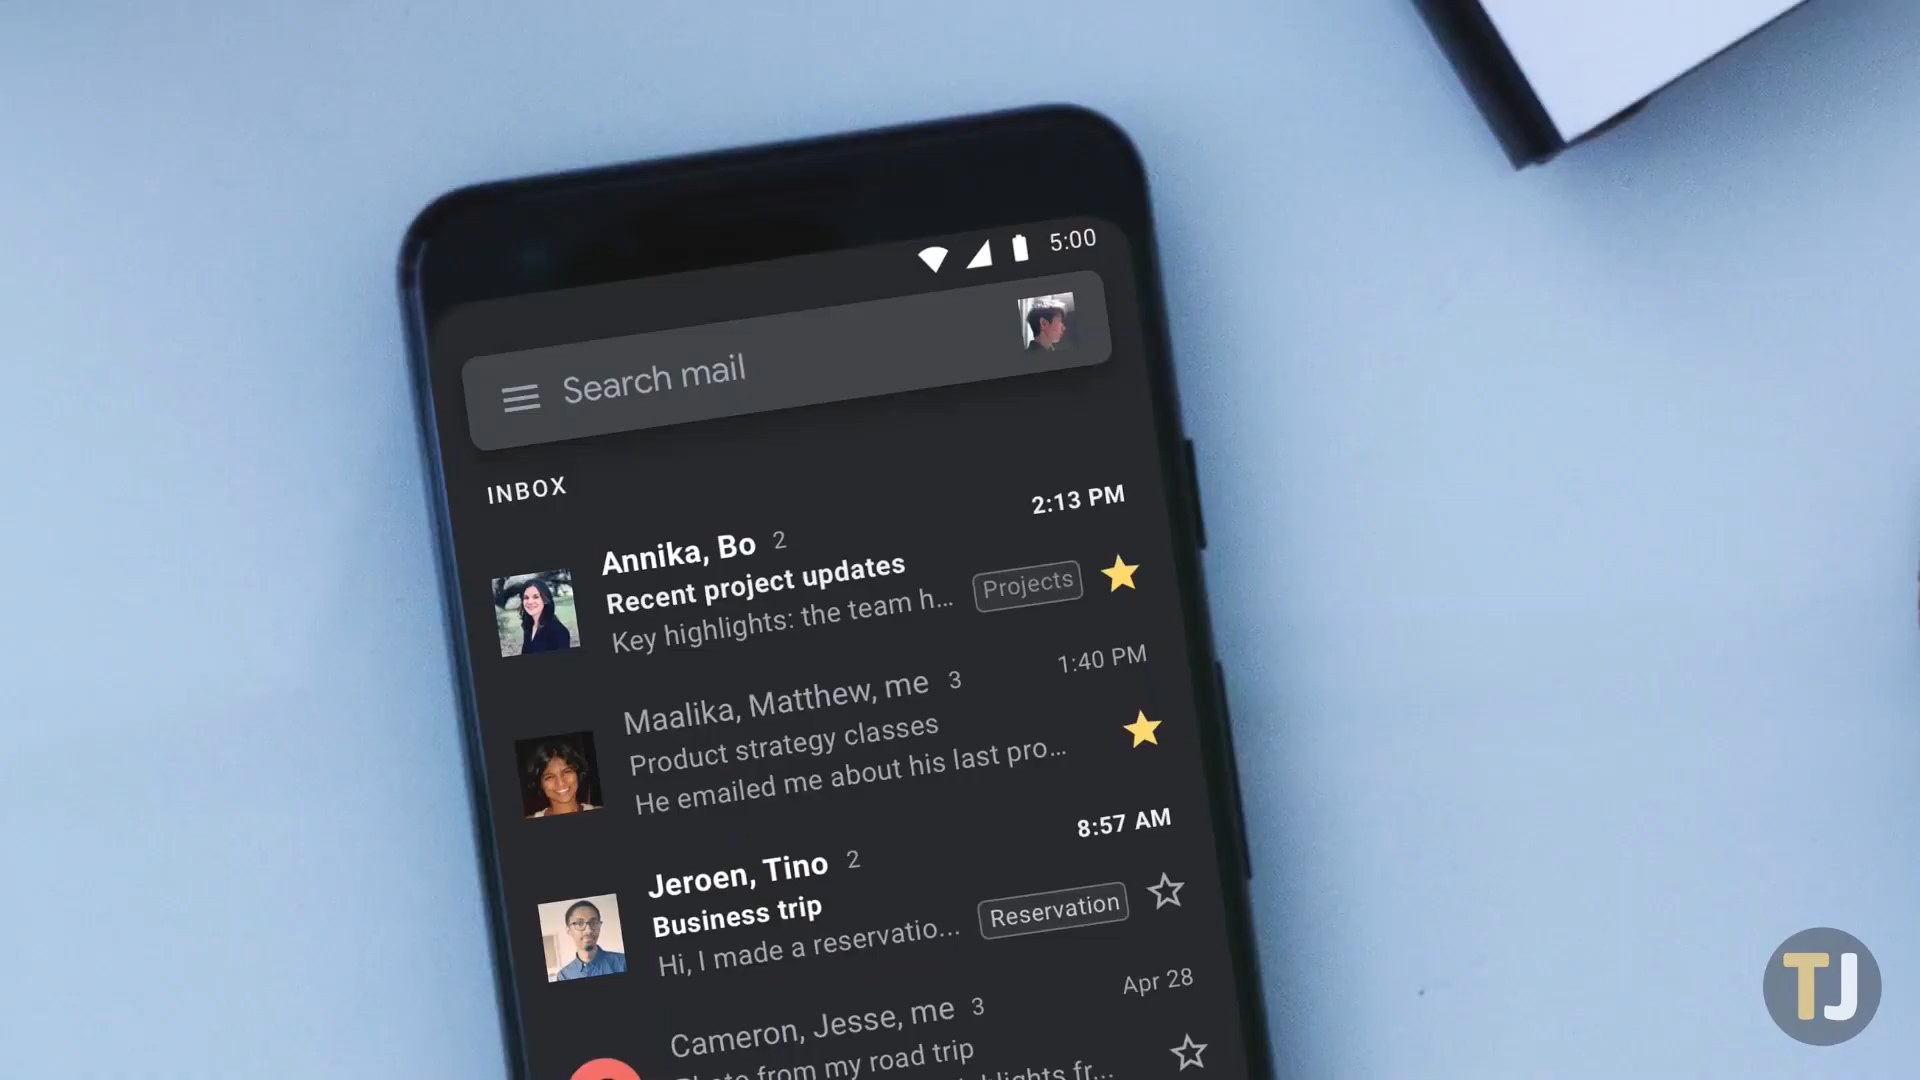 5:00
Search mail
INBOX
2:13 PM
Annika, Bo 2
Recent project updates
Key highlights: the team h...
Projects
1:40 PM
Maalika, Matthew, me 3
Product strategy classes
He emailed me about his last pro...
8:57 AM
Jeroen, Tino 2
Business trip
Hi, I made a reservatio...
Reservation
Apr 28
Cameron, Jesse, me 3
from my road trip
fr...
TJ